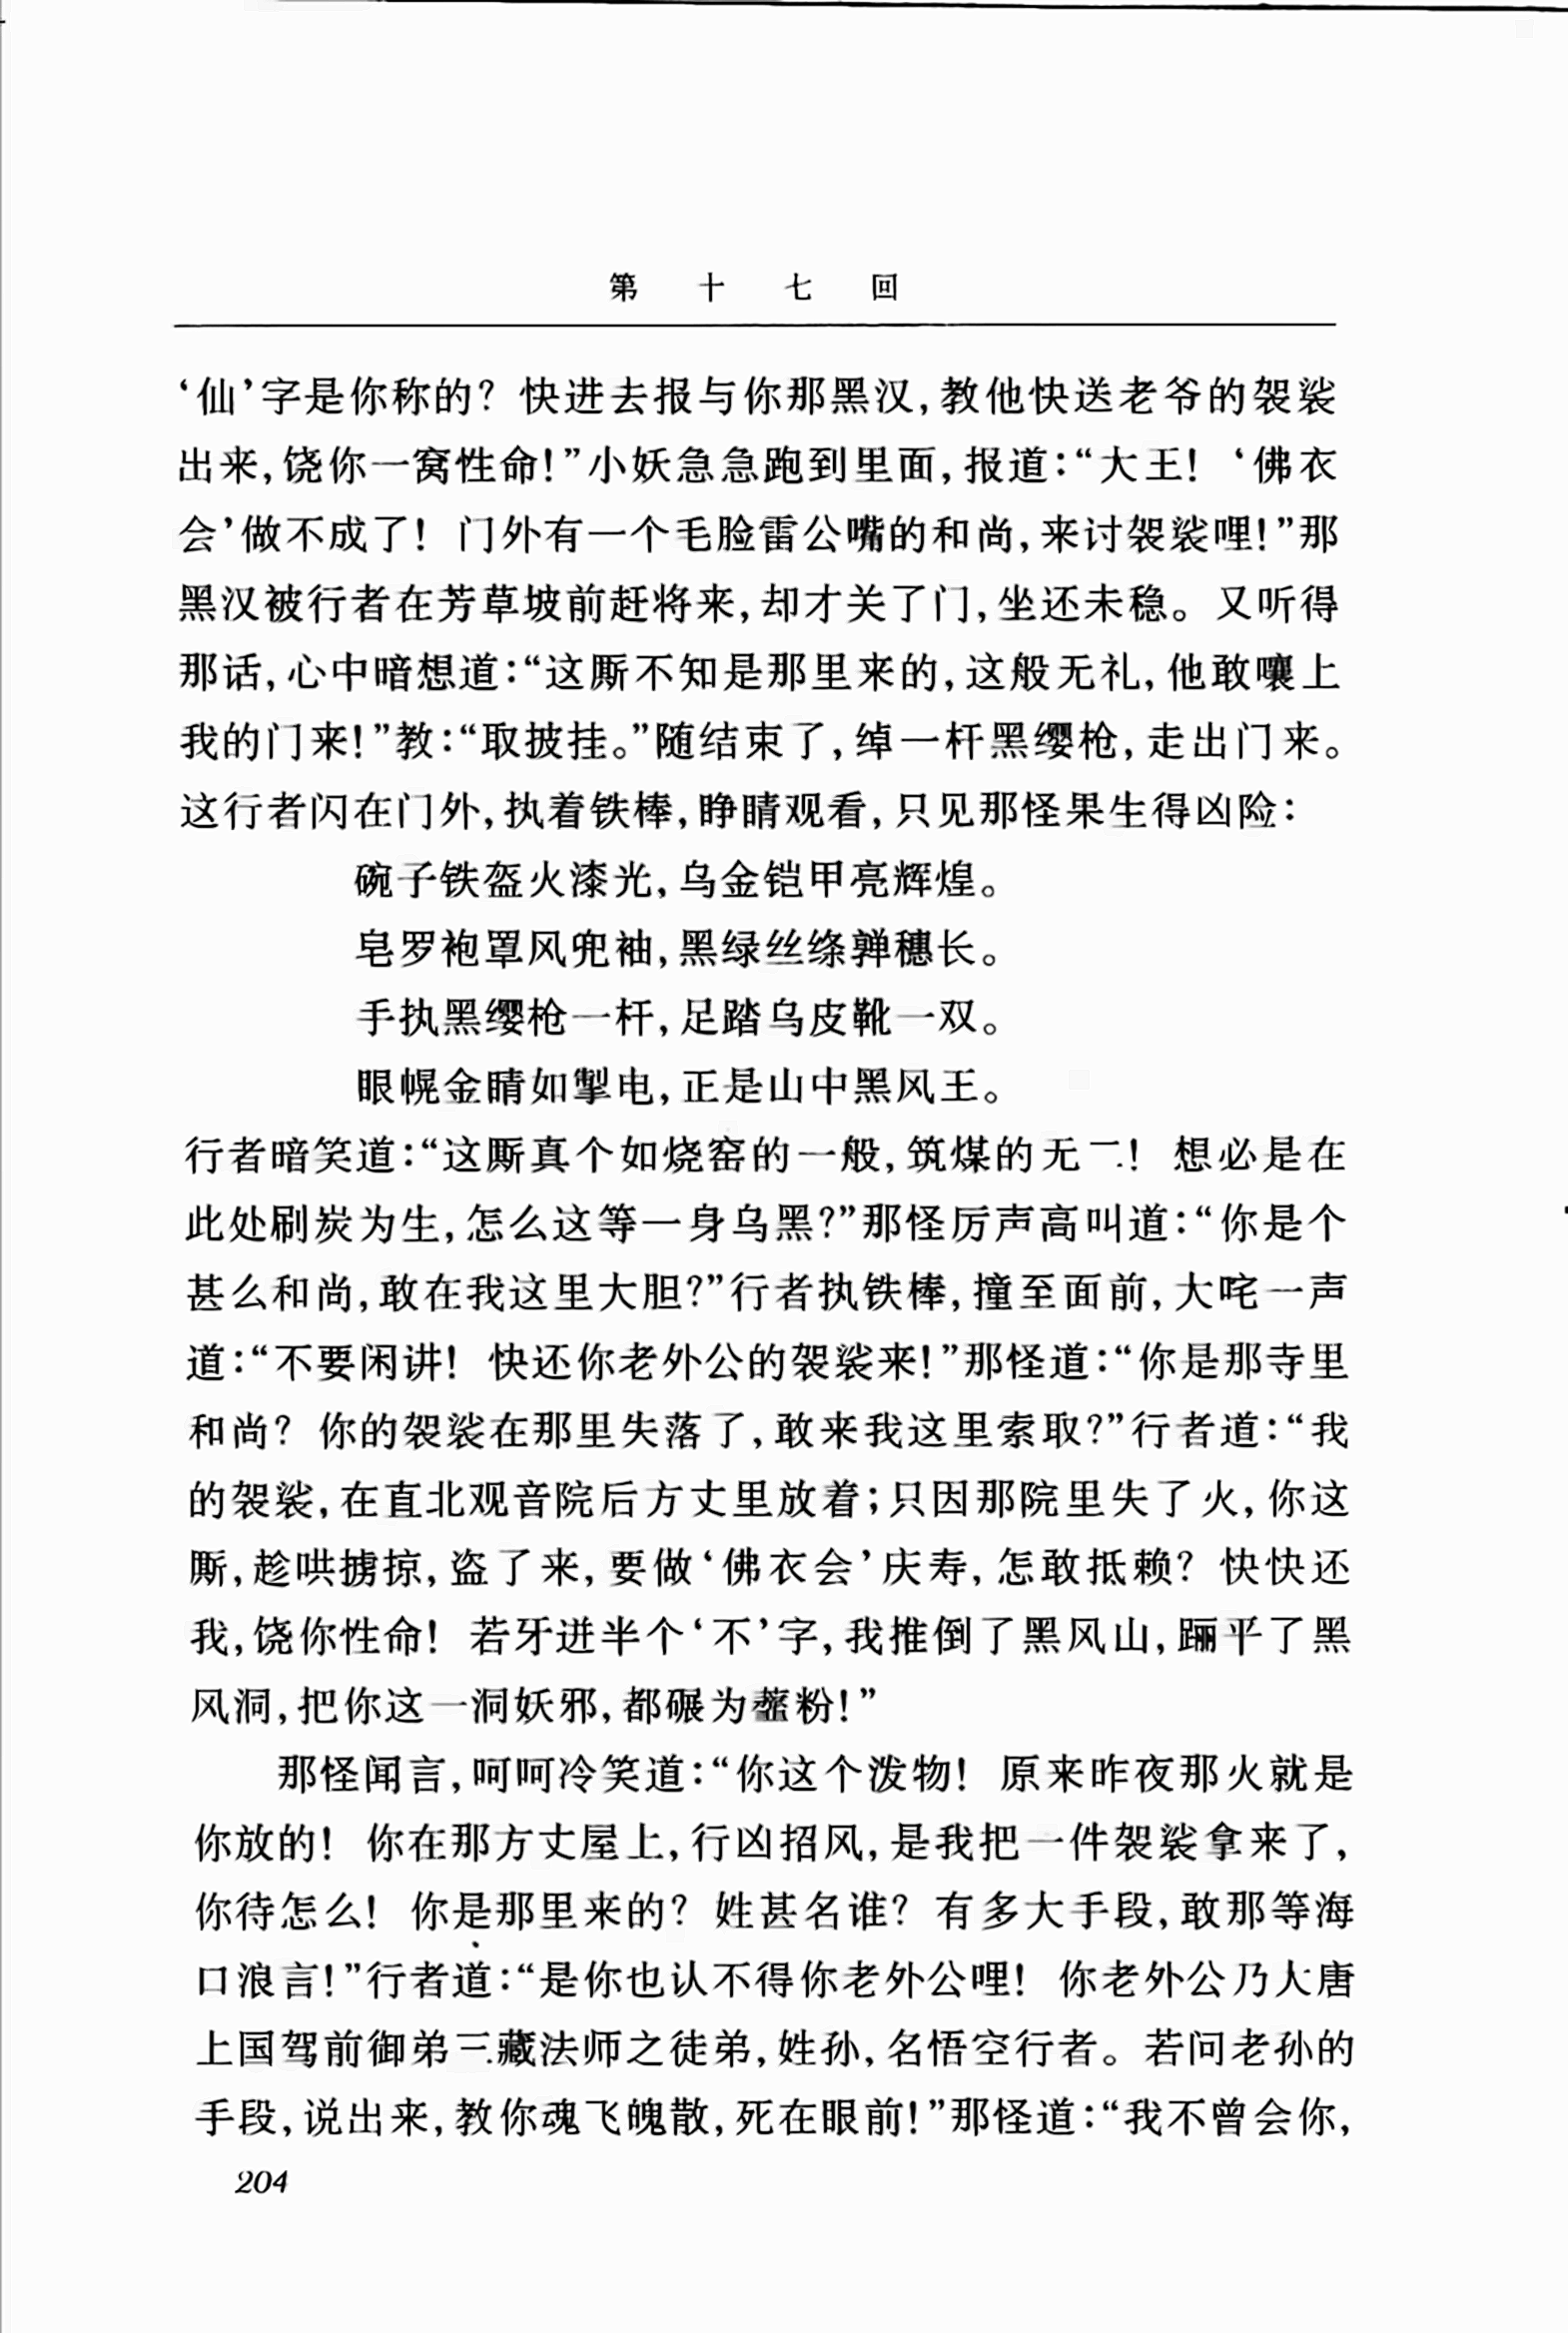 第十七回
‘仙’字是你称的？快进去报与你那黑汉，教他快送老爷的袈裟
出来，饶你一窝性命！”小妖急急跑到里面，报道：“大王！‘佛衣
会’做不成了！门外有一个毛脸雷公嘴的和尚，来讨袈裟哩！”那
黑汉被行者在芳草坡前赶将来，却才关了门，坐还未稳。又听得
那话，心中暗想道：“这厮不知是那里来的，这般无礼，他敢嚷上
我的门来！”教：“取披挂。”随结束了，绰一杆黑缨枪，走出门来。
这行者闪在门外，执着铁棒，睁睛观看，只见那怪果生得凶险：
碗子铁盔火漆光，乌金铠甲亮辉煌。
皂罗袍罩风兜袖，黑绿丝绦亸穗长。
手执黑缨枪一杆，足踏乌皮靴一双。
眼幌金睛如掣电，正是山中黑风王。
行者暗笑道：“这厮真个如烧窑的一般，筑煤的无二！想必是在
此处刷炭为生，怎么这等一身乌黑？”那怪厉声高叫道：“你是个
甚么和尚，敢在我这里大胆？”行者执铁棒，撞至面前，大咤一声
道：“不要闲讲！快还你老外公的袈裟来！”那怪道：“你是那寺里
和尚？你的袈裟在那里失落了，敢来我这里索取？”行者道：“我
的袈裟，在直北观音院后方丈里放着；只因那院里失了火，你这
厮，趁哄掳掠，盗了来，要做‘佛衣会’庆寿，怎敢抵赖？快快还
我，饶你性命！若牙迸半个‘不’字，我推倒了黑风山，𨇾平了黑
风洞，把你这一洞妖邪，都碾为齑粉！”
那怪闻言，呵呵冷笑道：“你这个泼物！原来昨夜那火就是
你放的！你在那方丈屋上，行凶招风，是我把一件袈裟拿来了，
你待怎么！你是那里来的？姓甚名谁？有多大手段，敢那等海
口浪言！”行者道：“是你也认不得你老外公哩！你老外公乃大唐
上国驾前御弟三藏法师之徒弟，姓孙，名悟空行者。若问老孙的
手段，说出来，教你魂飞魄散，死在眼前！”那怪道：“我不曾会你，
204